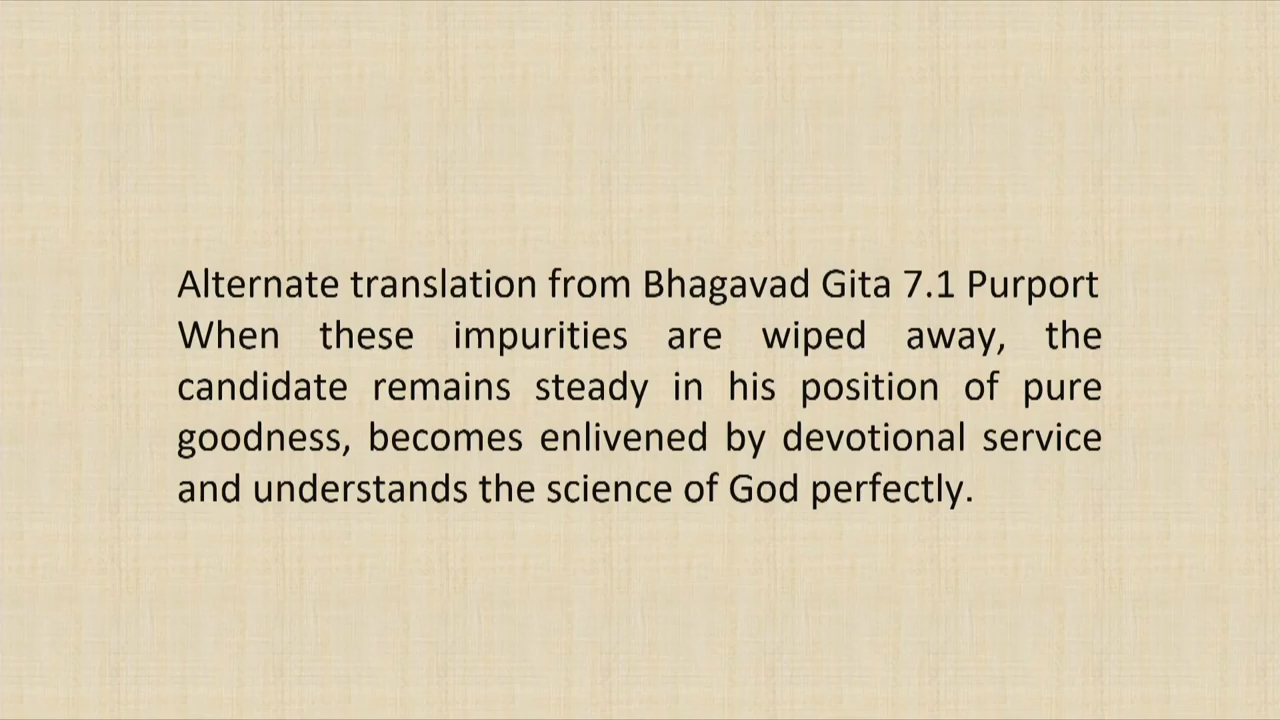 Alternate translation from Bhagavad Gita 7.1 Purport
When these impurities are wiped away, the
candidate remains steady in his position of pure
goodness, becomes enlivened by devotional service
and understands the science of God perfectly.